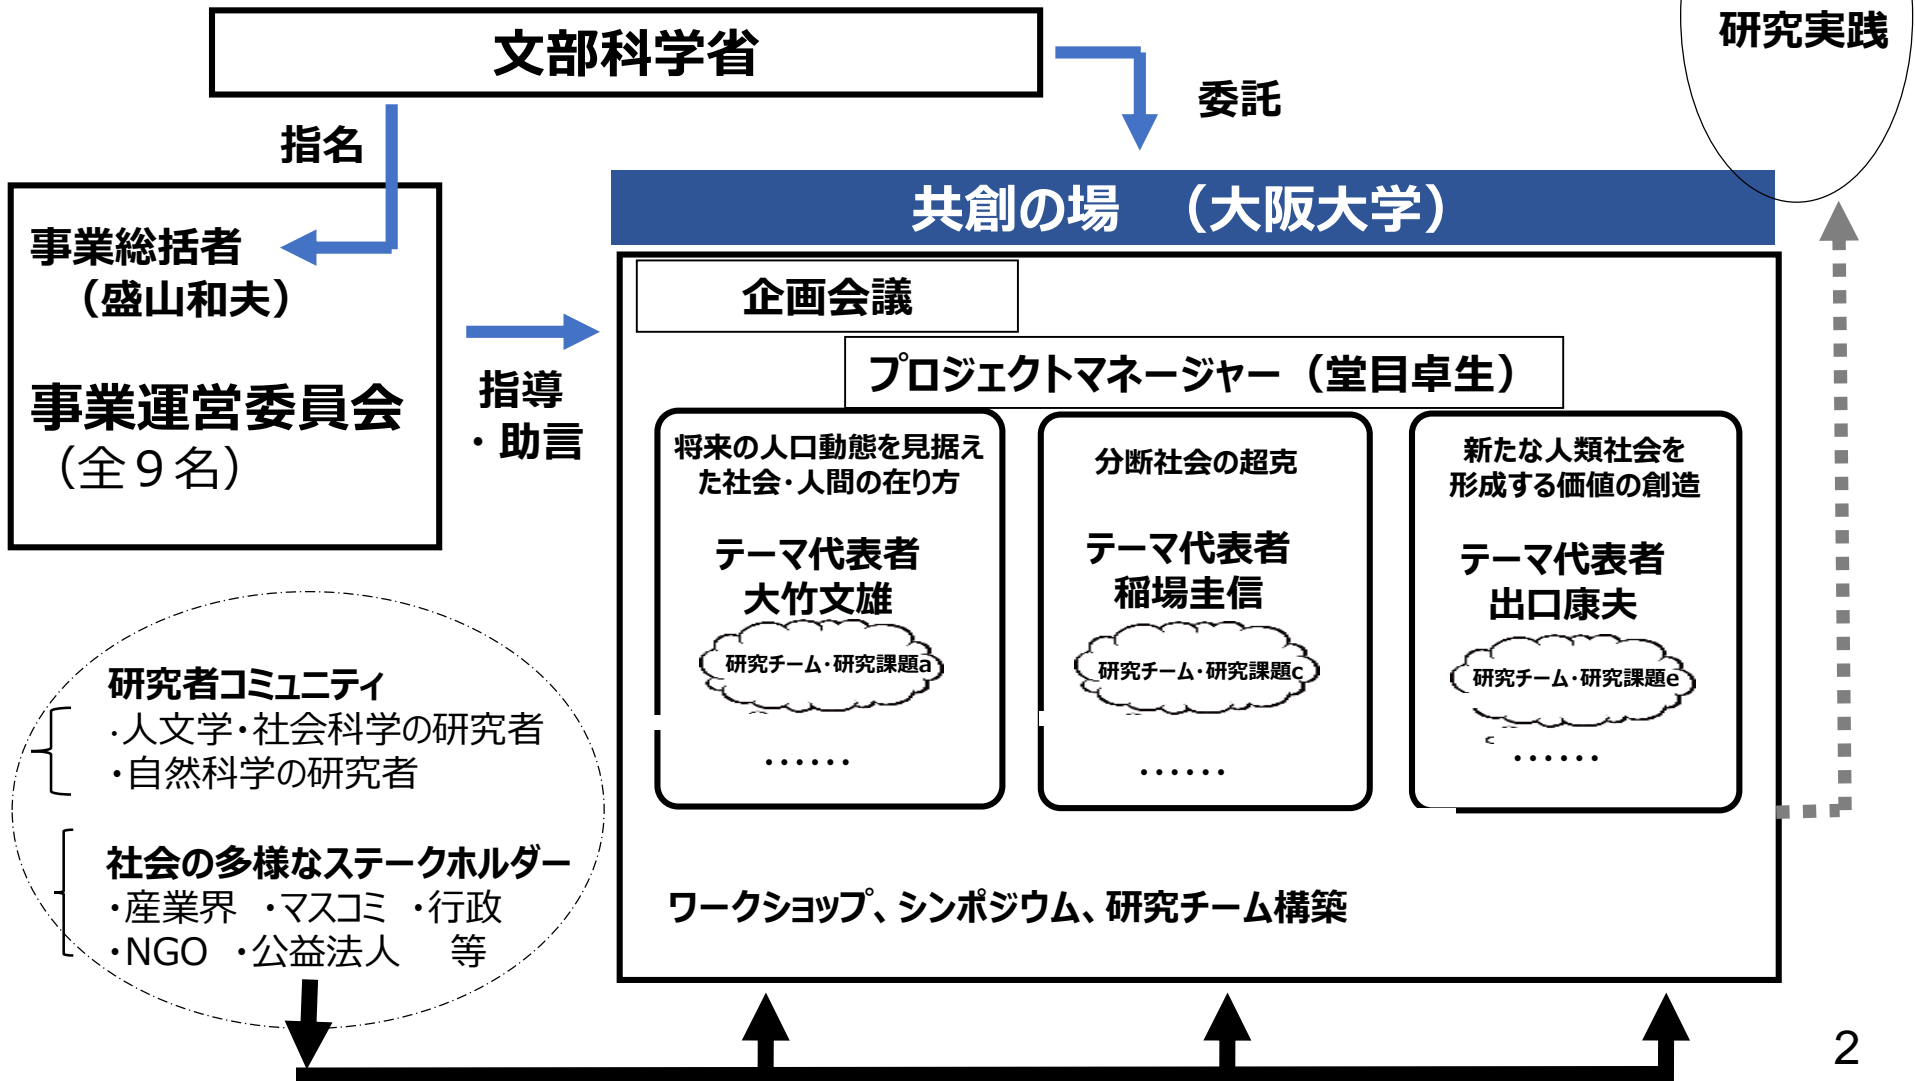 文部科学省
研究実践
委託
指名
共創の場 （大阪大学）
事業総括者
（盛山和夫）
事業運営委員会
（全９名）
指導
・助言
企画会議
プロジェクトマネージャー（堂目卓生）
将来の人口動態を見据え
た社会・人間の在り方
テーマ代表者
大竹文雄
研究チーム・研究課題a
……
分断社会の超克
テーマ代表者
稲場圭信
研究チーム・研究課題c
……
新たな人類社会を
形成する価値の創造
テーマ代表者
出口康夫
研究チーム・研究課題e
……
ワークショップ、シンポジウム、研究チーム構築
研究者コミュニティ
・人文学・社会科学の研究者
・自然科学の研究者
社会の多様なステークホルダー
・産業界 ・マスコミ ・行政
・NGO ・公益法人 等
2